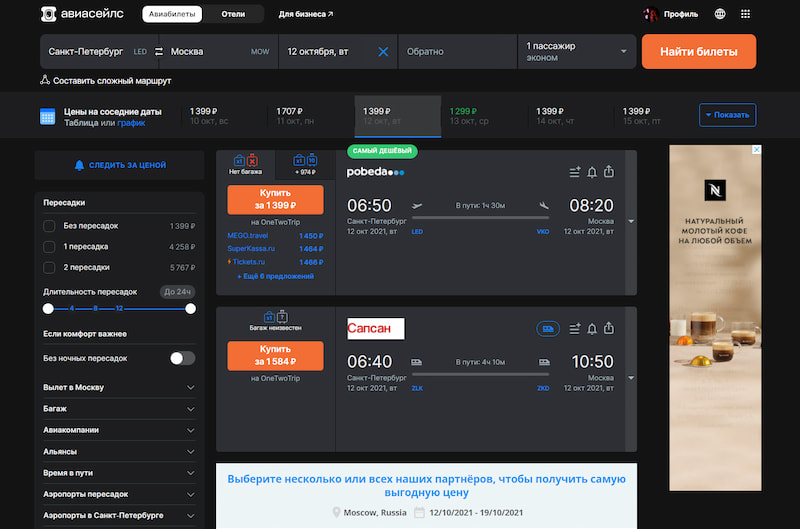 авиасейлс
Авиабилеты
Отели
Для бизнеса ↗
Профиль
Санкт-Петербург LED
Москва MOW
12 октября, вт
Обратно
1 пассажир
эконом
Найти билеты
Составить сложный маршрут
Цены на соседние даты
Таблица или график
1 399 ₽
10 окт, вс
1 707 ₽
11 окт, пн
1 399 ₽
12 окт, вт
1 299 ₽
13 окт, ср
1 399 ₽
14 окт, чт
1 399 ₽
15 окт, пт
Показать
СЛЕДИТЬ ЗА ЦЕНОЙ
Пересадки
Без пересадок 1 399 ₽
1 пересадка 4 258 ₽
2 пересадки 5 767 ₽
Длительность пересадок До 24ч
4 8 12
Если комфорт важнее
Без ночных пересадок
Вылет в Москву
Багаж
Авиакомпании
Альянсы
Время в пути
Аэропорты пересадок
Аэропорты в Санкт-Петербурге
Нет багажа
+ 974 ₽
Купить
за 1 399 ₽
на OneTwoTrip
MEGO.travel 1 450 ₽
SuperKassa.ru 1 464 ₽
Tickets.ru 1 466 ₽
+ Ещё 6 предложений
САМЫЙ ДЕШЁВЫЙ
pobeda
06:50
В пути: 1ч 30м
08:20
Санкт-Петербург
12 окт 2021, вт
LED
VKO
Москва
12 окт 2021, вт
Багаж неизвестен
Купить
за 1 584 ₽
на OneTwoTrip
Сапсан
06:40
В пути: 4ч 10м
10:50
Санкт-Петербург
12 окт 2021, вт
ZLK
ZKD
Москва
12 окт 2021, вт
Выберите несколько или всех наших партнёров, чтобы получить самую
выгодную цену
Moscow, Russia
12/10/2021 - 19/10/2021
НАТУРАЛЬНЫЙ
МОЛОТЫЙ КОФЕ
НА ЛЮБОЙ ОБЪЕМ